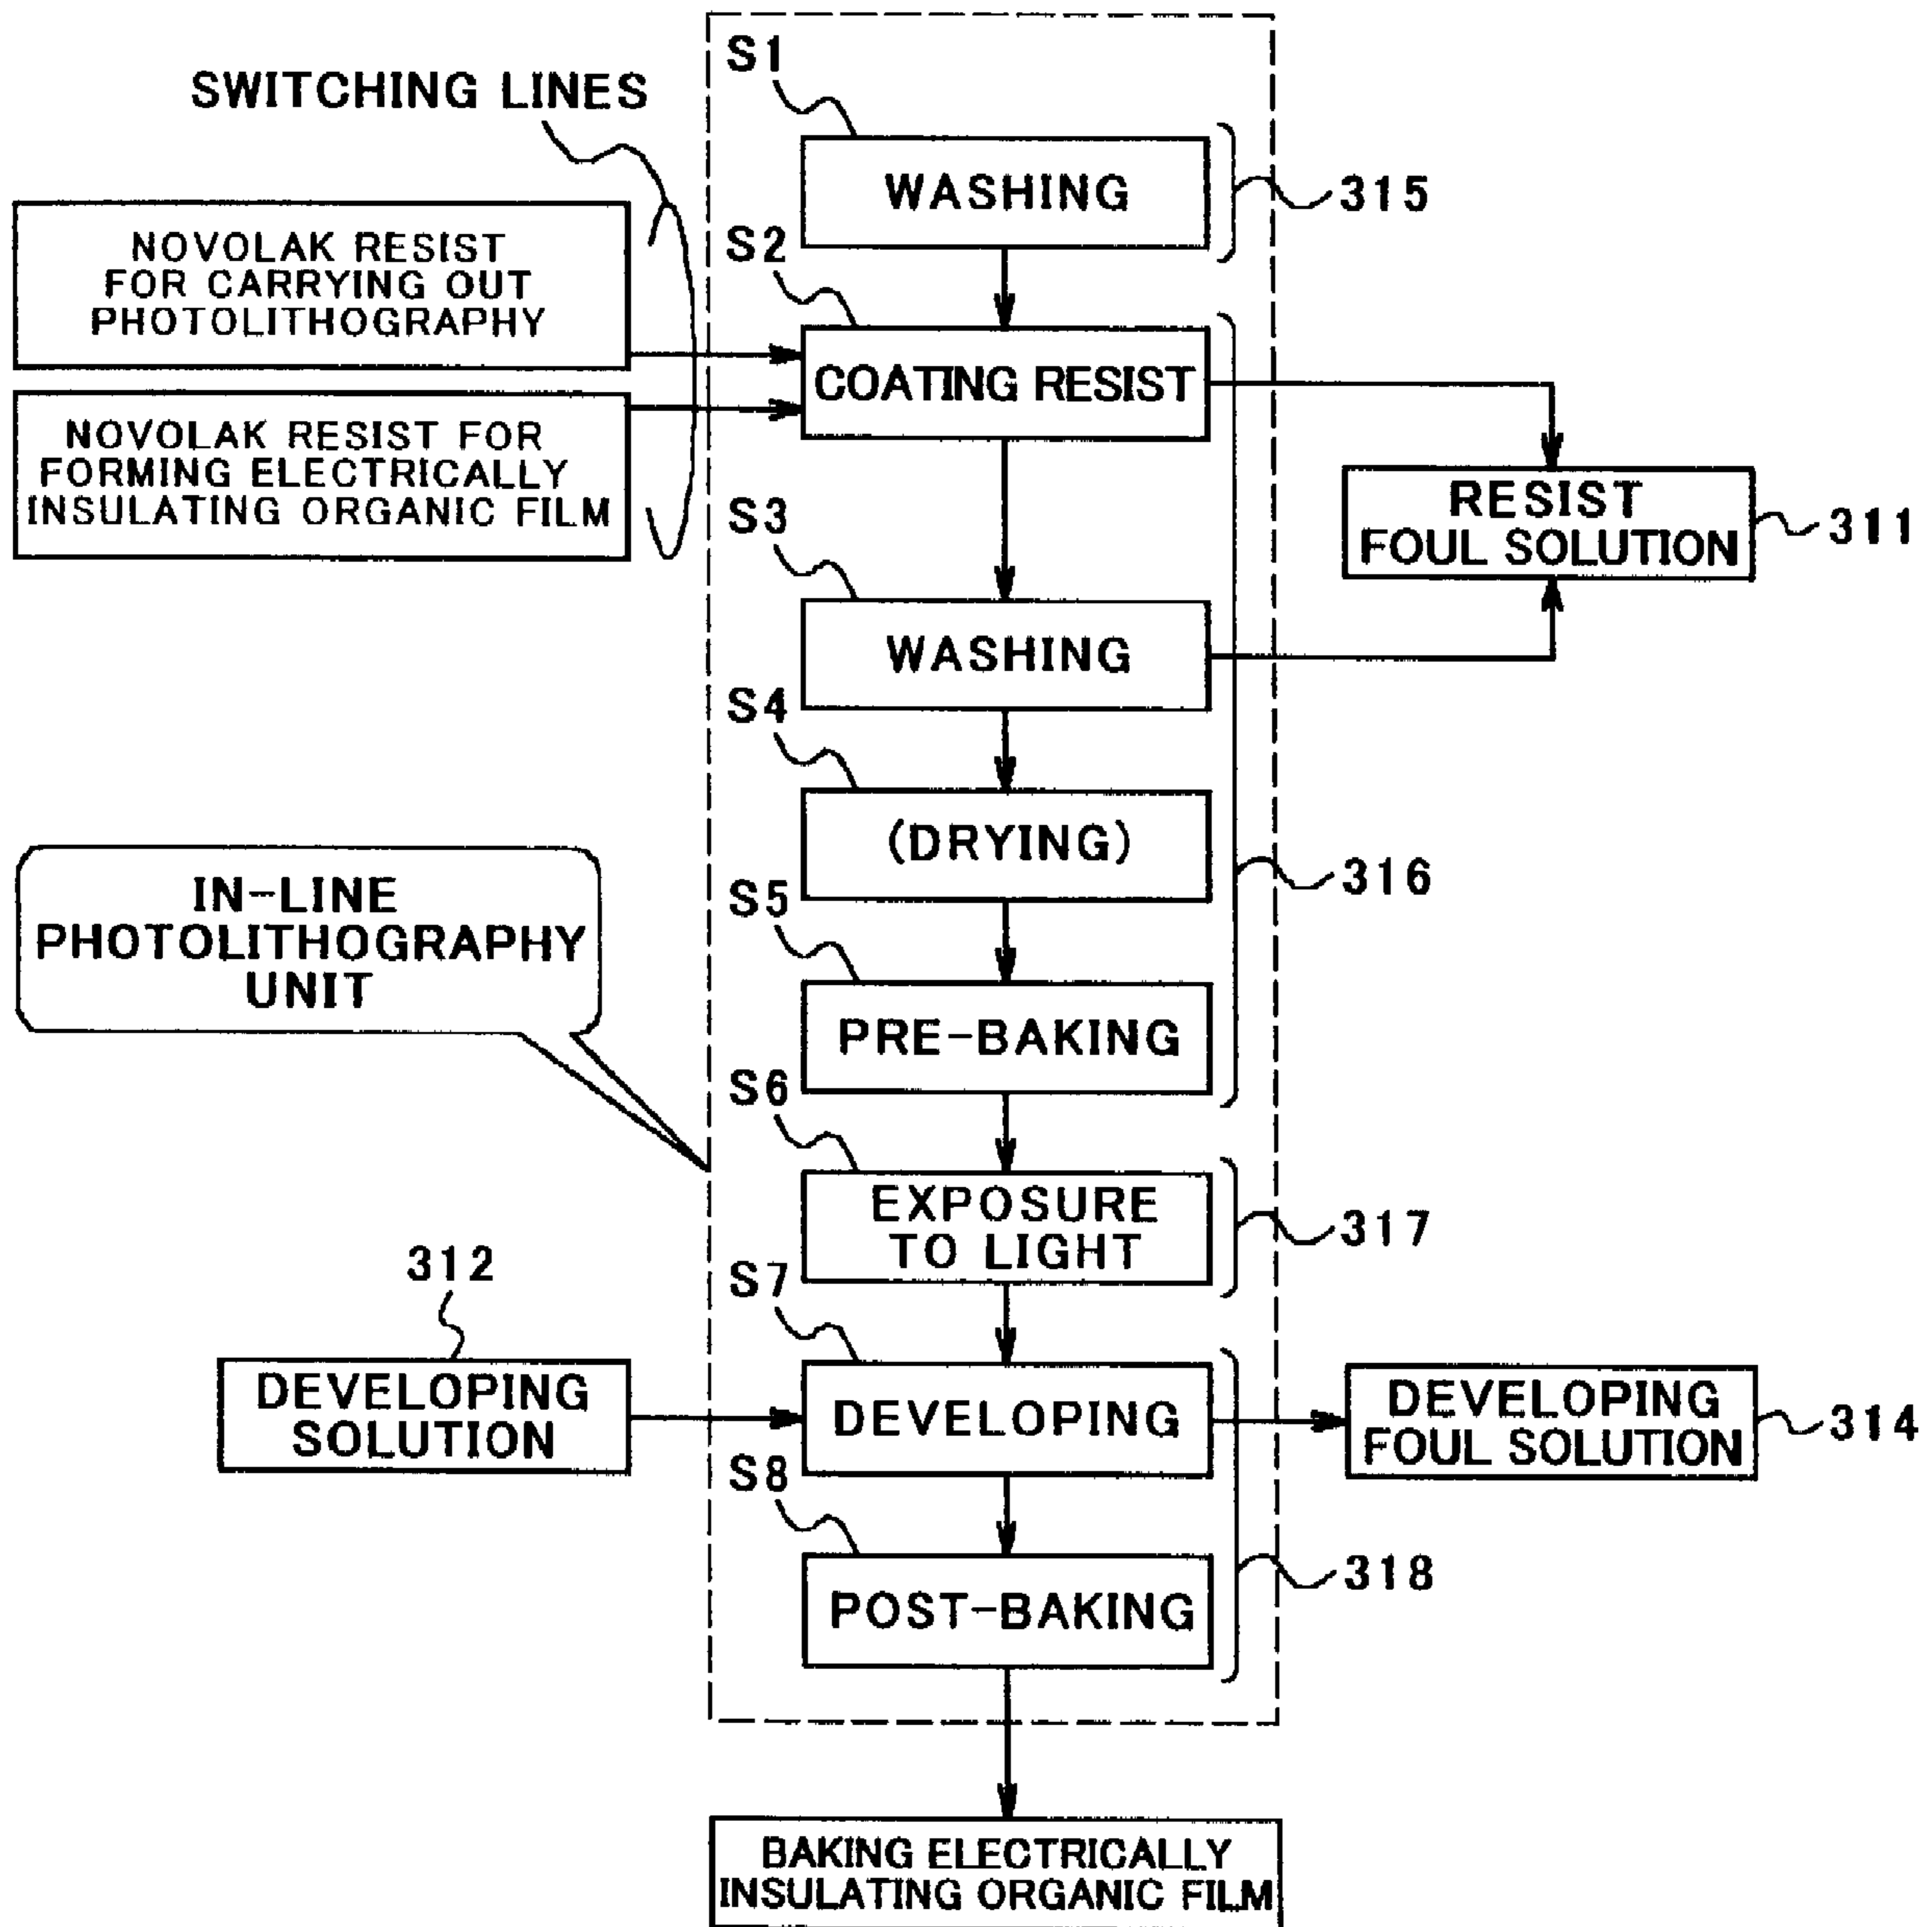 S1
SWITCHING LINES
WASHING
315
S2
NOVOLAK RESIST
FOR CARRYING OUT
PHOTOLITHOGRAPHY
COATING RESIST
NOVOLAK RESIST FOR
FORMING ELECTRICALLY
INSULATING ORGANIC FILM
RESIST
FOUL SOLUTION
311
S3
WASHING
S4
(DRYING)
316
S5
IN-LINE
PHOTOLITHOGRAPHY
UNIT
PRE-BAKING
S6
EXPOSURE
TO LIGHT
317
S7
312
DEVELOPING
SOLUTION
DEVELOPING
DEVELOPING
FOUL SOLUTION
314
S8
POST-BAKING
318
BAKING ELECTRICALLY
INSULATING ORGANIC FILM